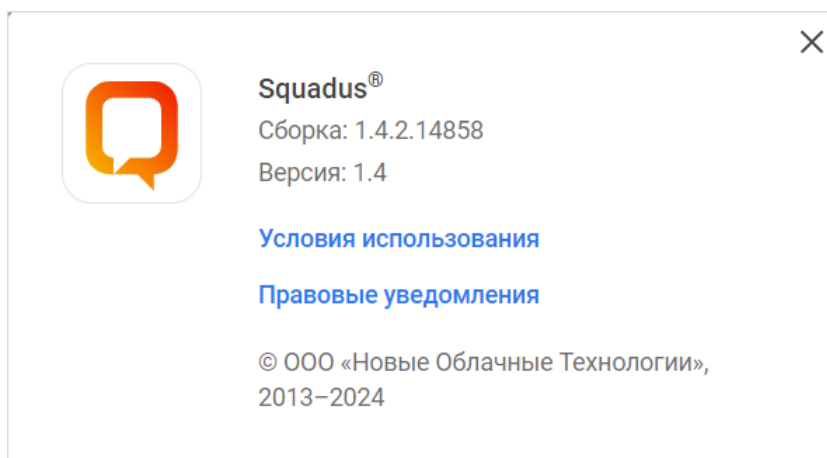 Squadus®
Сборка: 1.4.2.14858
Версия: 1.4
Условия использования
Правовые уведомления
© ООО «Новые Облачные Технологии»,
2013–2024